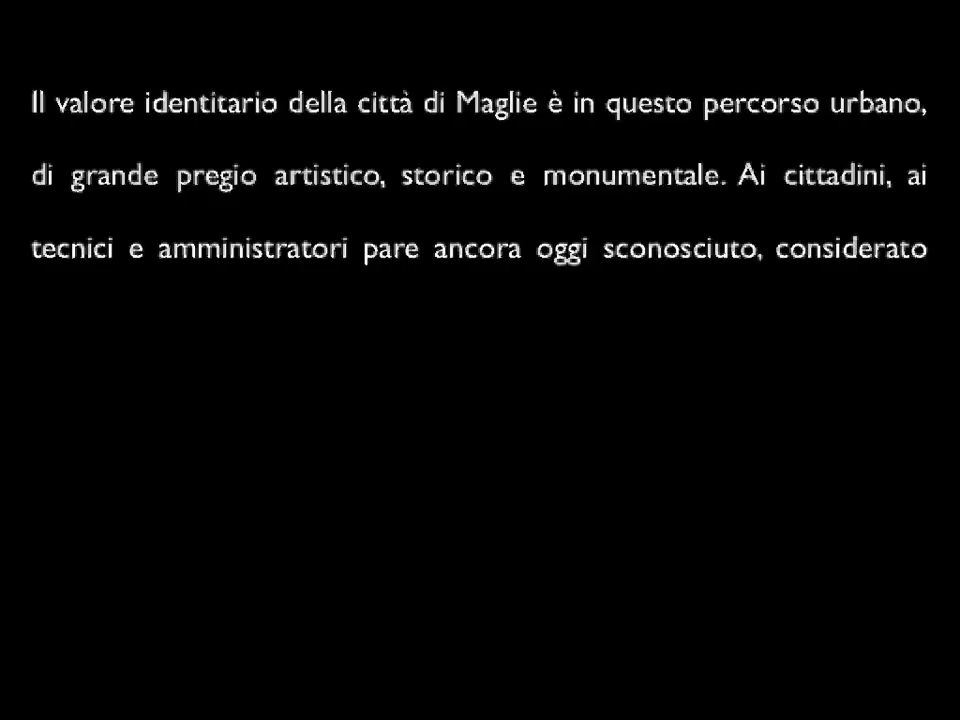 Il valore identitario della città di Maglie è in questo percorso urbano,
di grande pregio artistico, storico e monumentale. Ai cittadini, ai
tecnici e amministratori pare ancora oggi sconosciuto, considerato